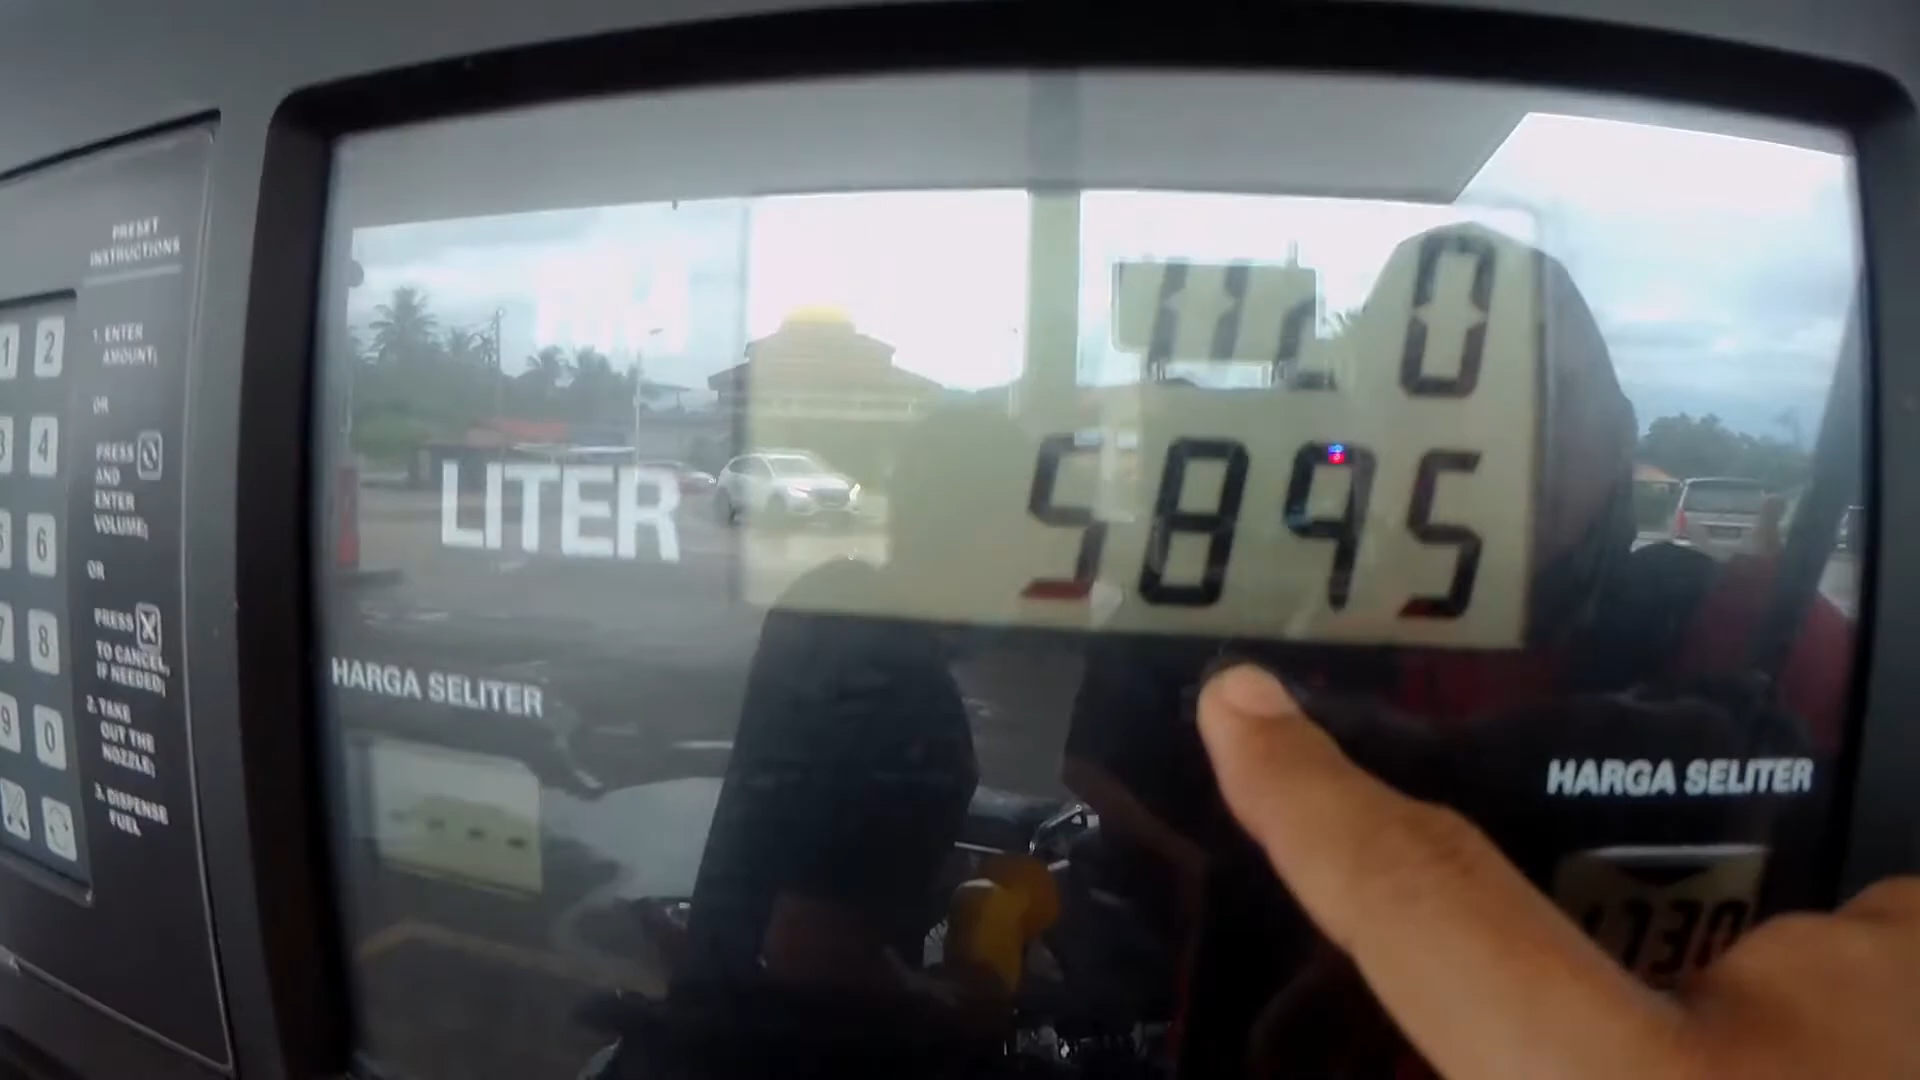 PRESET
INSTRUCTIONS
1. ENTER
AMOUNT;
OR
PRESS
AND
ENTER
VOLUME;
OR
PRESS X
TO CANCEL,
IF NEEDED;
2. TAKE
OUT THE
NOZZLE;
3. DISPENSE
FUEL
1 2
3 4
5 6
7 8
9 0
RM
0
LITER 5895
HARGA SELITER
- - - -
HARGA SELITER